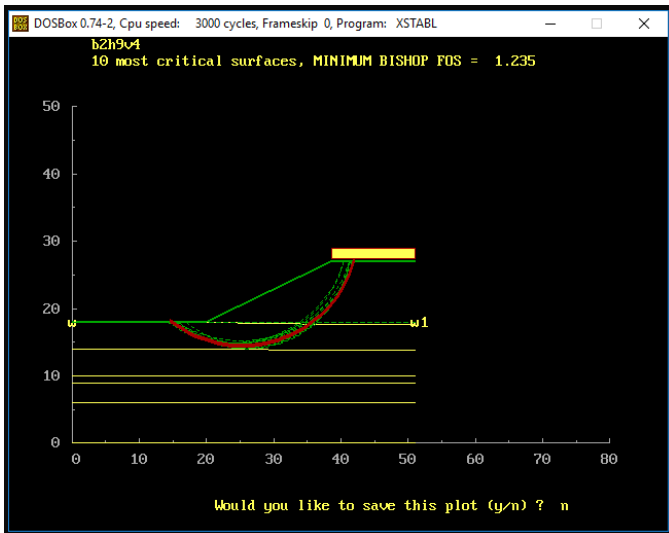 DOSBox 0.74-2, Cpu speed:    3000 cycles, Frameskip  0, Program:   XSTABL
b2h9v4
10 most critical surfaces, MINIMUM BISHOP FOS =  1.235
50
40
30
20
w
w1
10
0
0 10 20 30 40 50 60 70 80
Would you like to save this plot (y/n) ?  n